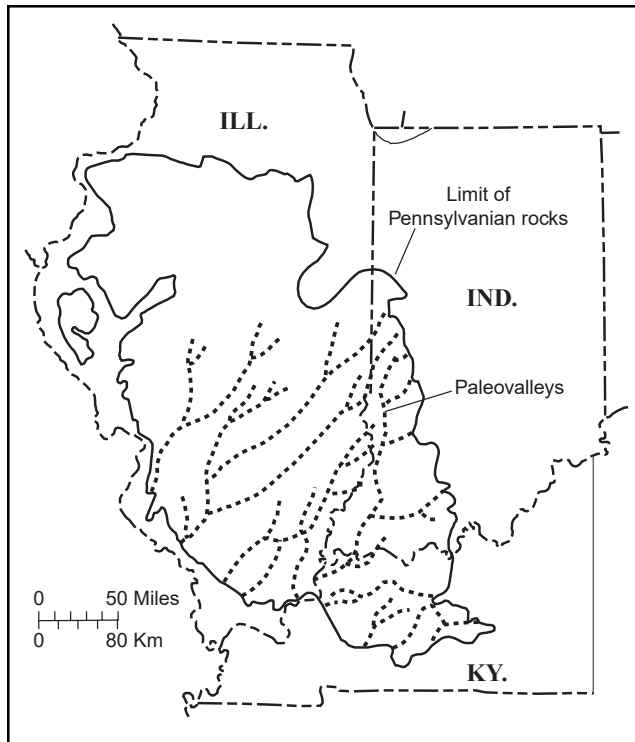 ILL.
Limit of
Pennsylvanian rocks
IND.
Paleovalleys
0 50 Miles
0 80 Km
KY.